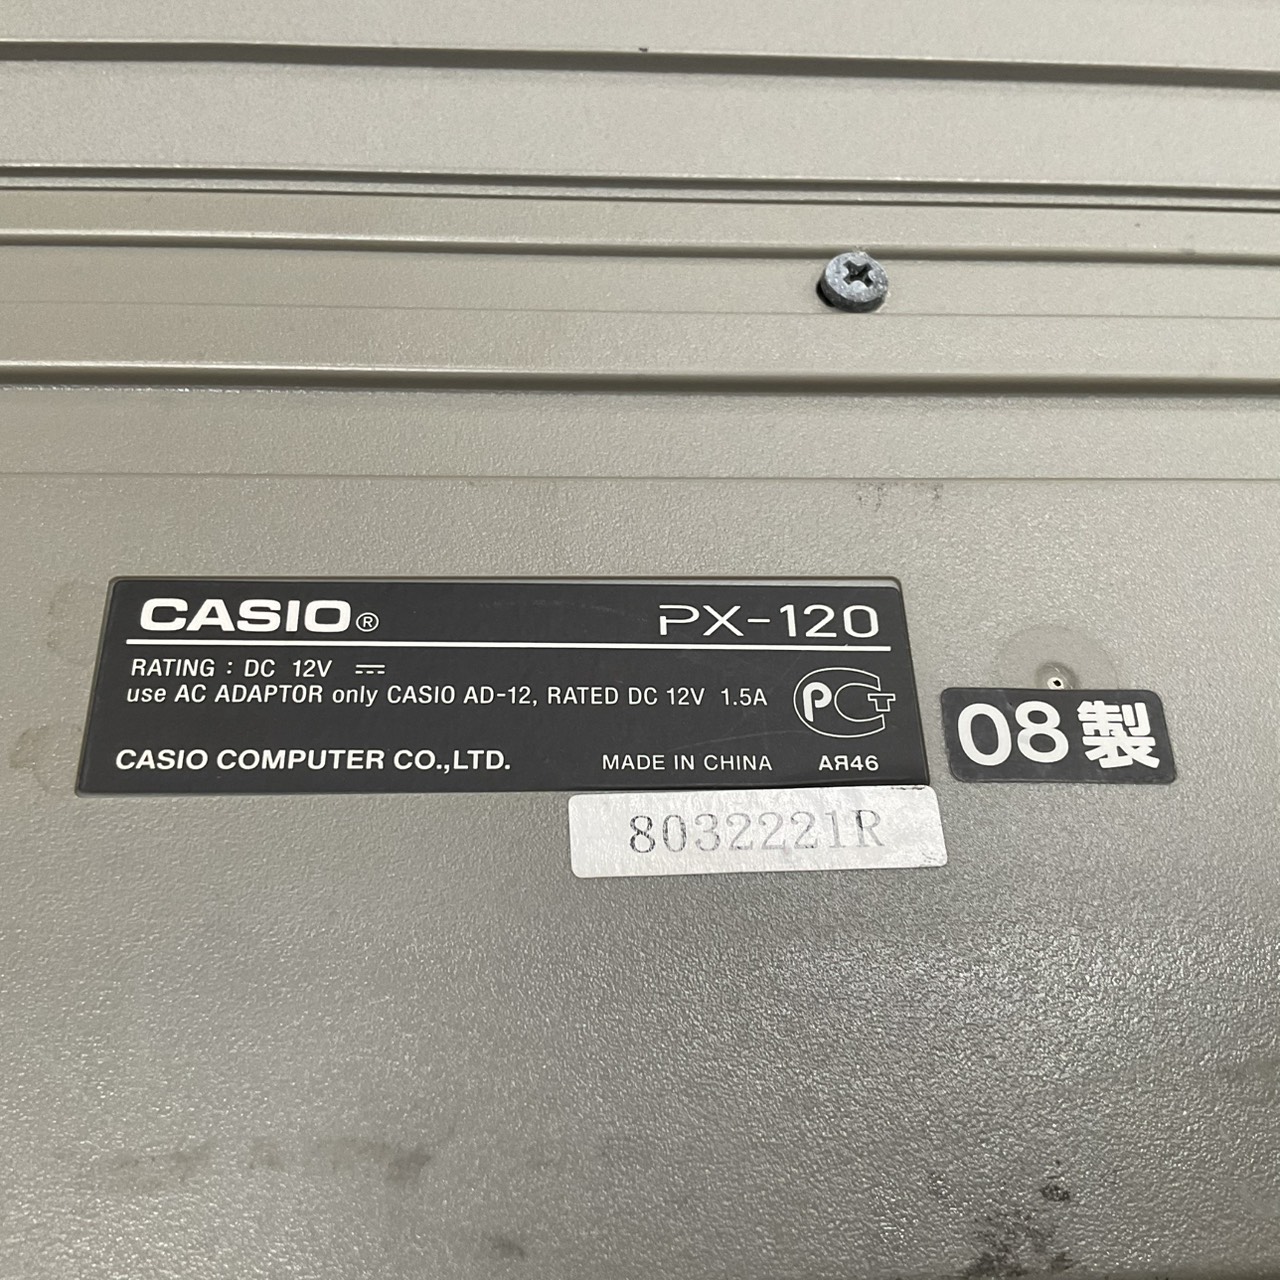 CASIO® PX-120
RATING : DC 12V ⎓
use AC ADAPTOR only CASIO AD-12, RATED DC 12V 1.5A
PCT
CASIO COMPUTER CO.,LTD. MADE IN CHINA АЯ46
08製
8032221R